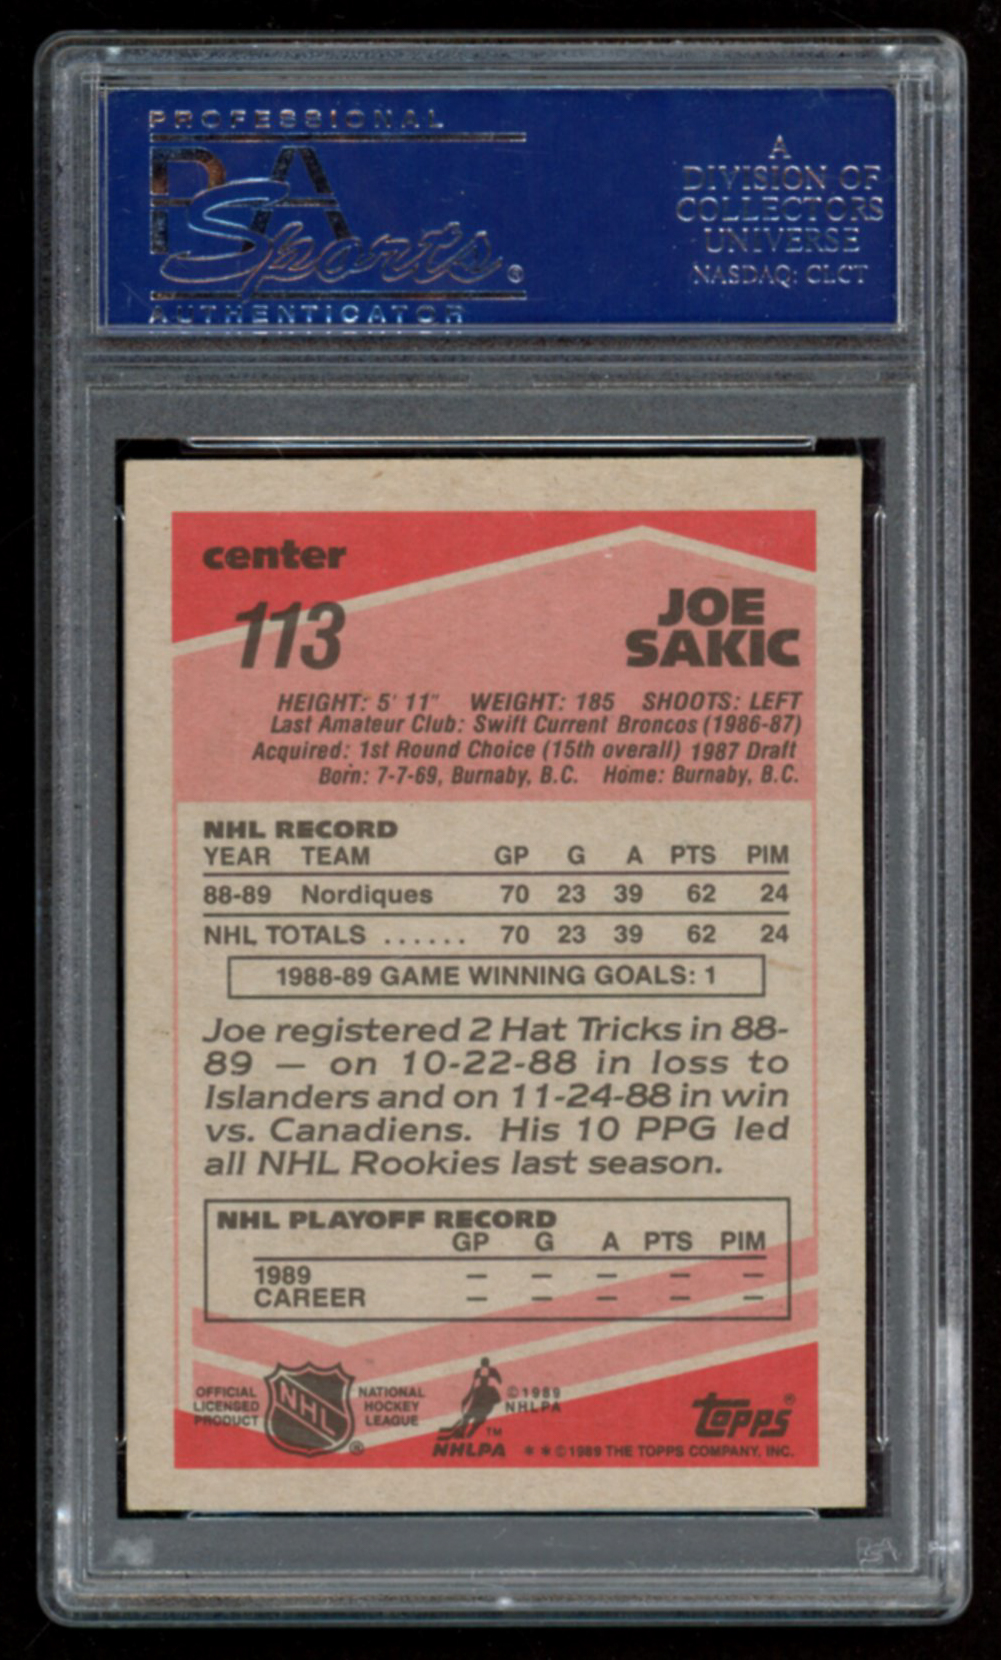 PROFESSIONAL
PSA
Sports®
AUTHENTICATOR
A
DIVISION OF
COLLECTORS
UNIVERSE
NASDAQ: CLCT
center
113
JOE
SAKIC
HEIGHT: 5' 11" WEIGHT: 185 SHOOTS: LEFT
Last Amateur Club: Swift Current Broncos (1986-87)
Acquired: 1st Round Choice (15th overall) 1987 Draft
Born: 7-7-69, Burnaby, B.C. Home: Burnaby, B.C.
NHL RECORD
YEAR TEAM GP G A PTS PIM
88-89 Nordiques 70 23 39 62 24
NHL TOTALS ...... 70 23 39 62 24
1988-89 GAME WINNING GOALS: 1
Joe registered 2 Hat Tricks in 88-
89 — on 10-22-88 in loss to
Islanders and on 11-24-88 in win
vs. Canadiens. His 10 PPG led
all NHL Rookies last season.
NHL PLAYOFF RECORD
GP G A PTS PIM
1989 — — — — —
CAREER — — — — —
OFFICIAL
LICENSED
PRODUCT
NHL®
NATIONAL
HOCKEY
LEAGUE
©1989
NHLPA
TM
NHLPA
topps®
* * ©1989 THE TOPPS COMPANY, INC.
PSA